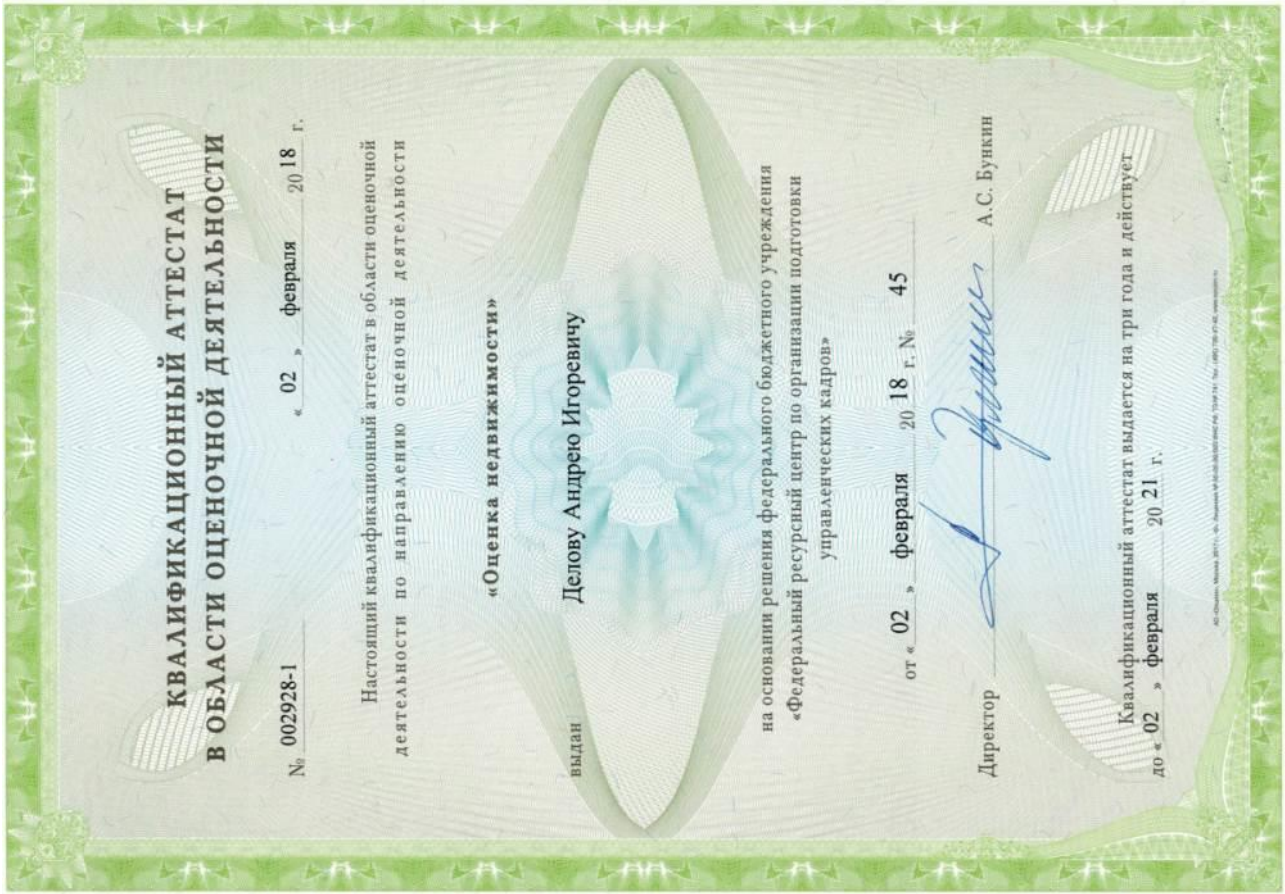 КВАЛИФИКАЦИОННЫЙ АТТЕСТАТ
В ОБЛАСТИ ОЦЕНОЧНОЙ ДЕЯТЕЛЬНОСТИ
№ 002928-1 « 02 » февраля 20 18 г.
Настоящий квалификационный аттестат в области оценочной
деятельности по направлению оценочной деятельности
«Оценка недвижимости»
выдан Делову Андрею Игоревичу
на основании решения федерального бюджетного учреждения
«Федеральный ресурсный центр по организации подготовки
управленческих кадров»
от « 02 » февраля 20 18 г. № 45
Директор А.С. Бункин
Квалификационный аттестат выдается на три года и действует
до « 02 » февраля 20 21 г.